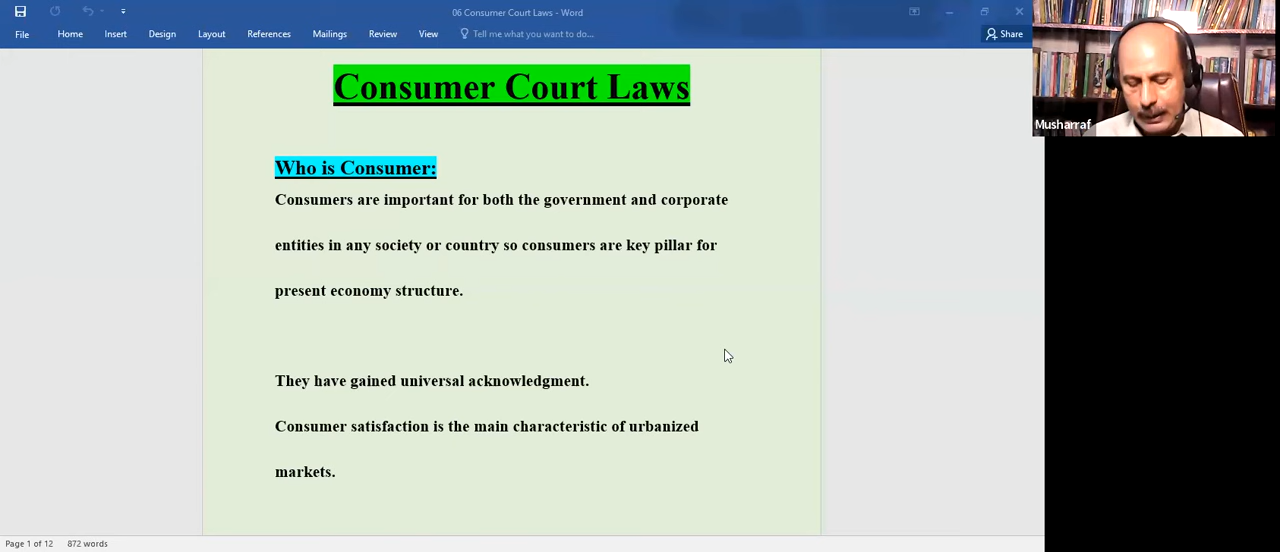 06 Consumer Court Laws - Word
File Home Insert Design Layout References Mailings Review View Tell me what you want to do... Share
Musharraf
Consumer Court Laws
Who is Consumer:
Consumers are important for both the government and corporate
entities in any society or country so consumers are key pillar for
present economy structure.
They have gained universal acknowledgment.
Consumer satisfaction is the main characteristic of urbanized
markets.
Page 1 of 12 872 words